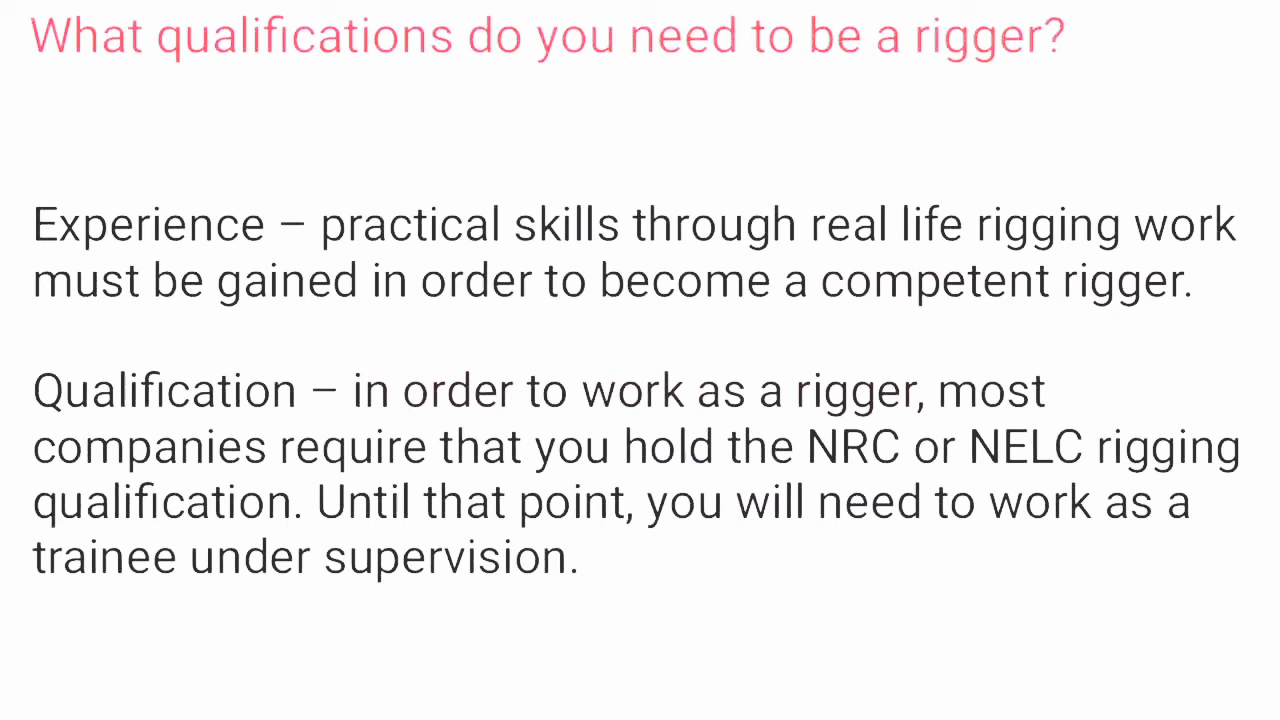 What qualifications do you need to be a rigger?
Experience – practical skills through real life rigging work
must be gained in order to become a competent rigger.
Qualification – in order to work as a rigger, most
companies require that you hold the NRC or NELC rigging
qualification. Until that point, you will need to work as a
trainee under supervision.